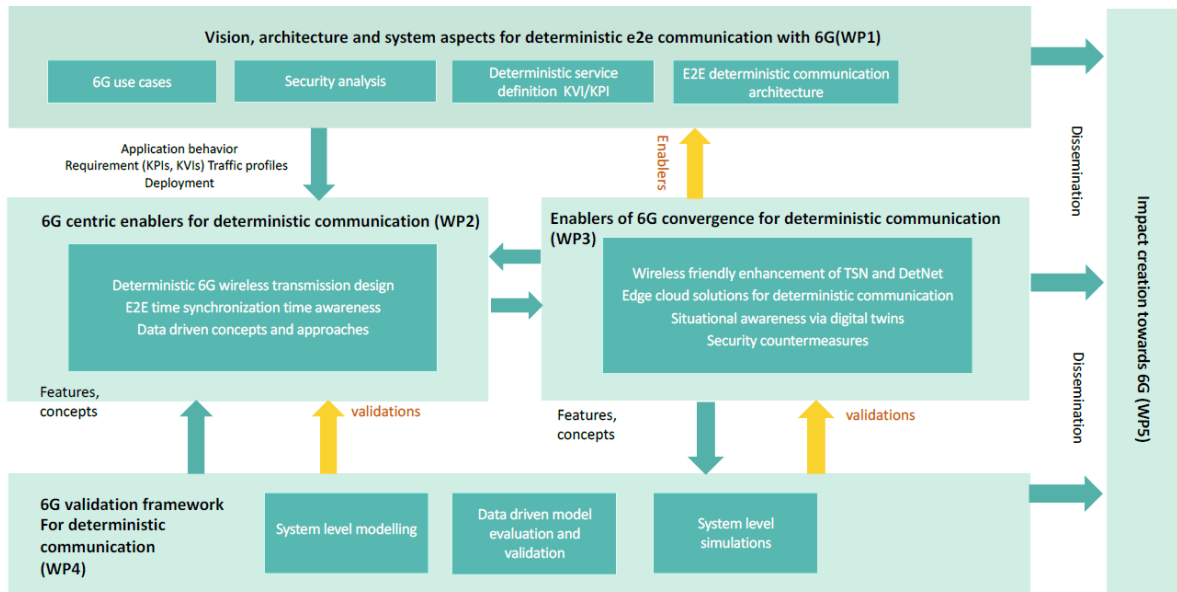 Vision, architecture and system aspects for deterministic e2e communication with 6G(WP1)
6G use cases
Security analysis
Deterministic service
definition KVI/KPI
E2E deterministic communication
architecture
Application behavior
Requirement (KPIs, KVIs) Traffic profiles
Deployment
Enablers
Dissemination
6G centric enablers for deterministic communication (WP2)
Deterministic 6G wireless transmission design
E2E time synchronization time awareness
Data driven concepts and approaches
Enablers of 6G convergence for deterministic communication
(WP3)
Wireless friendly enhancement of TSN and DetNet
Edge cloud solutions for deterministic communication
Situational awareness via digital twins
Security countermeasures
Impact creation towards 6G (WP5)
Features,
concepts
validations
Features,
concepts
validations
Dissemination
6G validation framework
For deterministic
communication
(WP4)
System level modelling
Data driven model
evaluation and
validation
System level
simulations